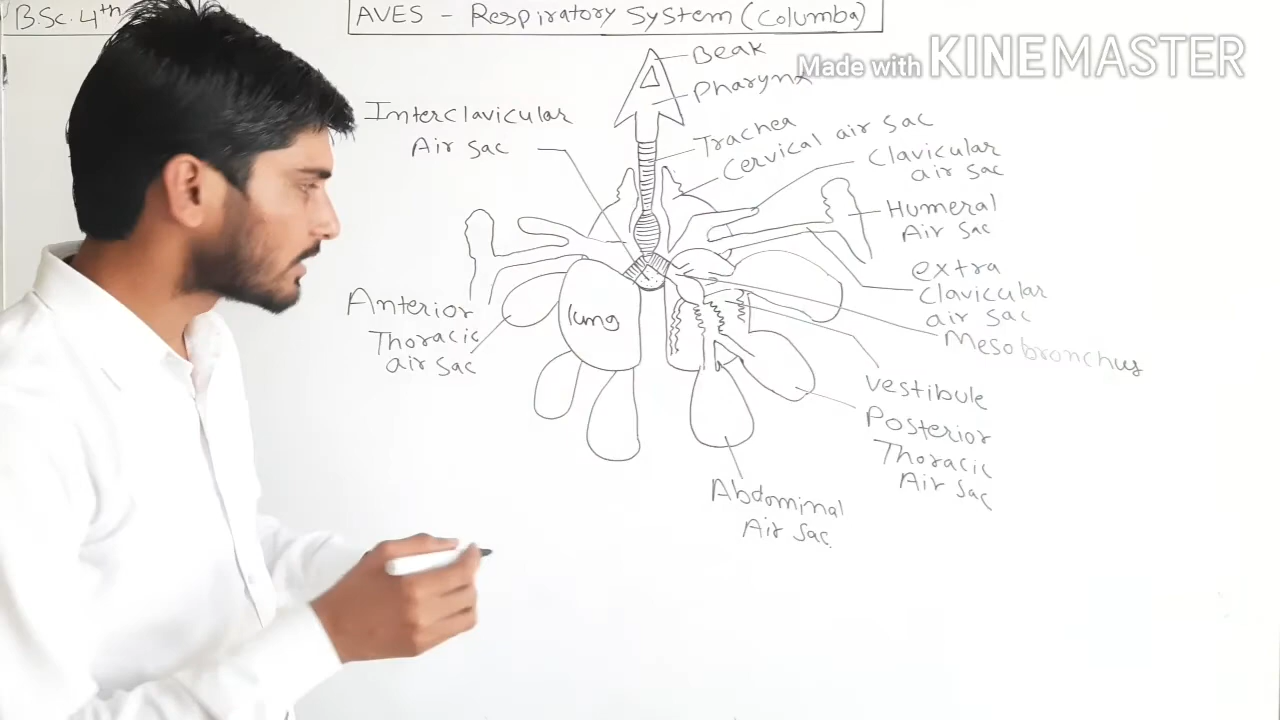 B.Sc. 4th
AVES - Respiratory System (Columba)
Made with KINEMASTER
Beak
Pharynx
Interclavicular
Air Sac
Trachea
Cervical air sac
Clavicular
air sac
Humeral
Air Sac
extra
Clavicular
air sac
Mesobronchus
Anterior
Thoracic
air sac
lung
Vestibule
Posterior
Thoracic
Air Sac
Abdominal
Air Sac.